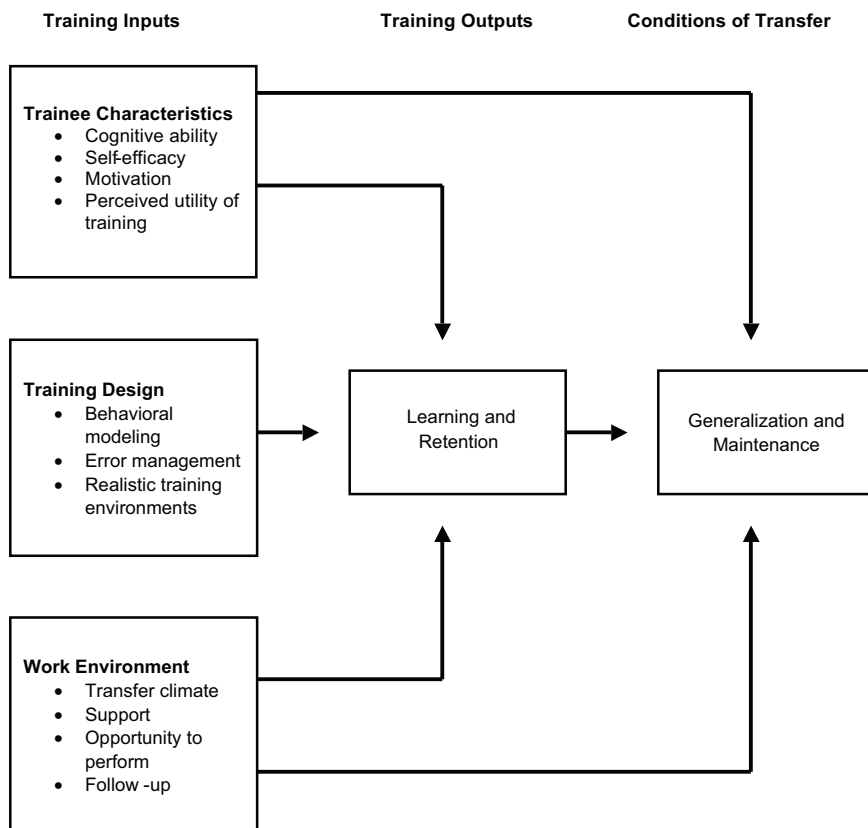 Training Inputs
Training Outputs
Conditions of Transfer
Trainee Characteristics
• Cognitive ability
• Self-efficacy
• Motivation
• Perceived utility of
training
Training Design
• Behavioral
modeling
• Error management
• Realistic training
environments
Learning and
Retention
Generalization and
Maintenance
Work Environment
• Transfer climate
• Support
• Opportunity to
perform
• Follow -up